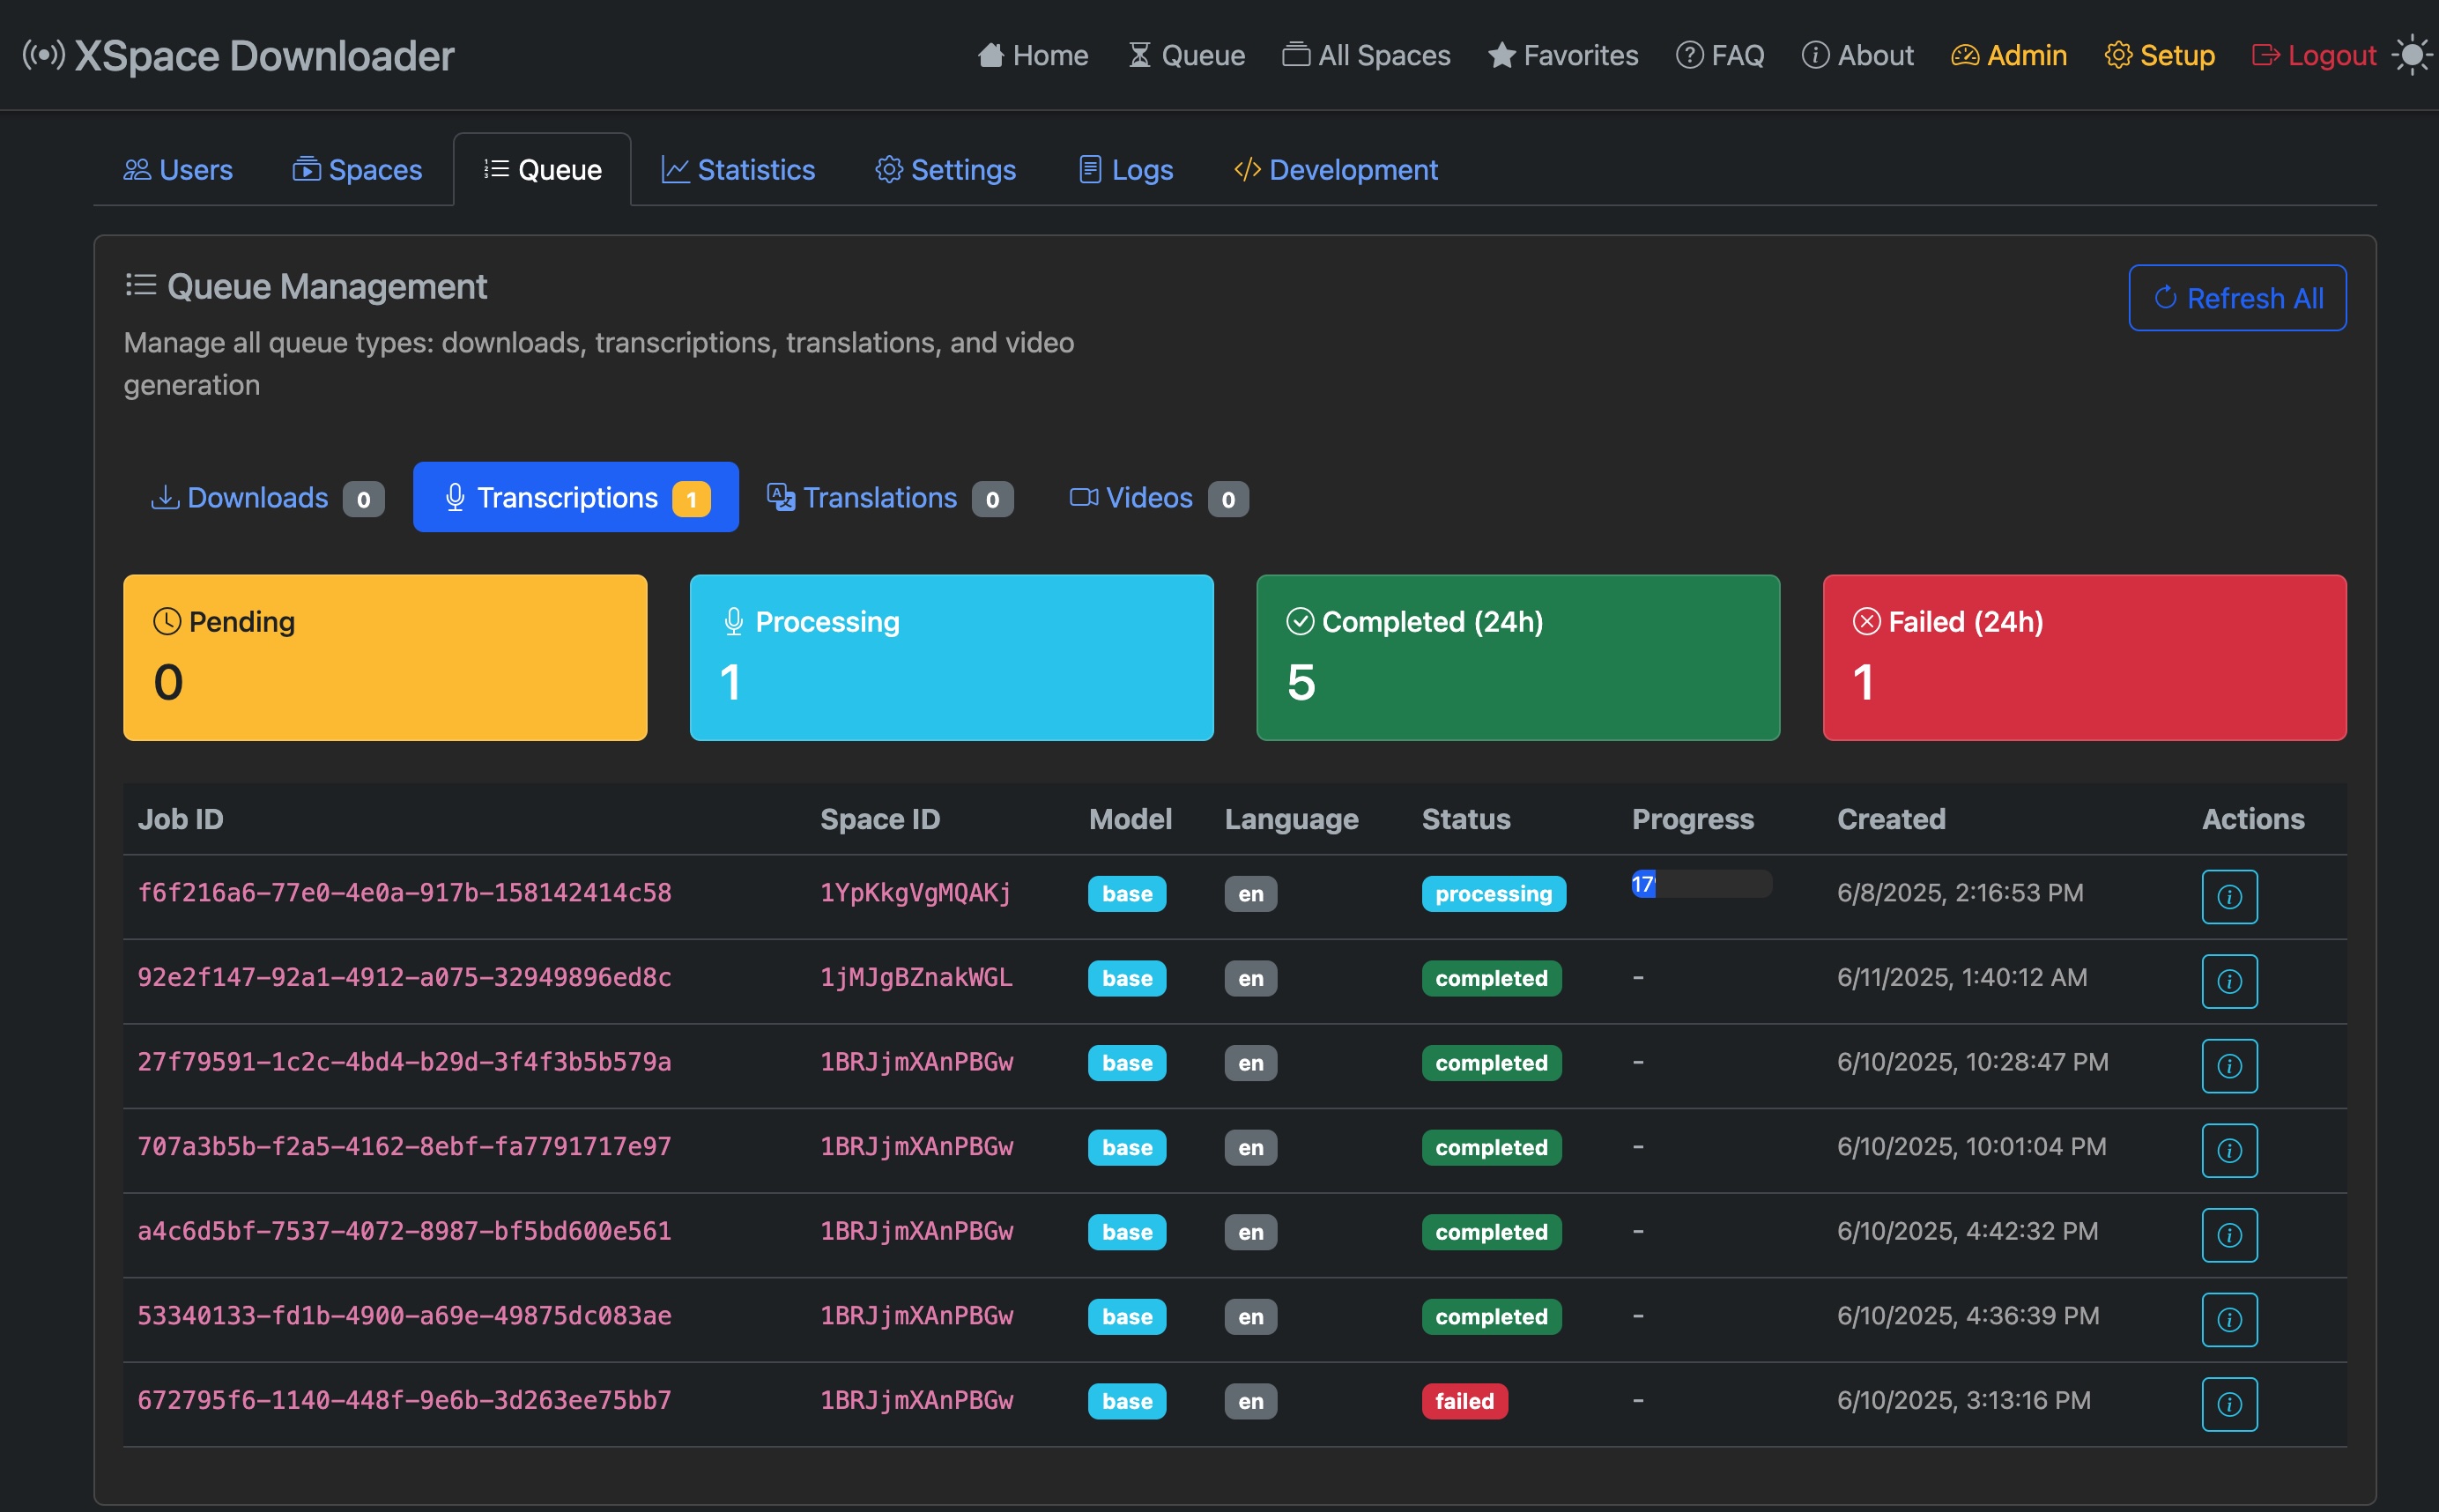 XSpace Downloader
Home Queue All Spaces Favorites FAQ About Admin Setup Logout
Users Spaces Queue Statistics Settings Logs Development
Queue Management
Refresh All
Manage all queue types: downloads, transcriptions, translations, and video
generation
Downloads 0 Transcriptions 1 Translations 0 Videos 0
Pending
0
Processing
1
Completed (24h)
5
Failed (24h)
1
Job ID Space ID Model Language Status Progress Created Actions
f6f216a6-77e0-4e0a-917b-158142414c58 1YpKkgVgMQAKj base en processing 17 6/8/2025, 2:16:53 PM
92e2f147-92a1-4912-a075-32949896ed8c 1jMJgBZnakWGL base en completed - 6/11/2025, 1:40:12 AM
27f79591-1c2c-4bd4-b29d-3f4f3b5b579a 1BRJjmXAnPBGw base en completed - 6/10/2025, 10:28:47 PM
707a3b5b-f2a5-4162-8ebf-fa7791717e97 1BRJjmXAnPBGw base en completed - 6/10/2025, 10:01:04 PM
a4c6d5bf-7537-4072-8987-bf5bd600e561 1BRJjmXAnPBGw base en completed - 6/10/2025, 4:42:32 PM
53340133-fd1b-4900-a69e-49875dc083ae 1BRJjmXAnPBGw base en completed - 6/10/2025, 4:36:39 PM
672795f6-1140-448f-9e6b-3d263ee75bb7 1BRJjmXAnPBGw base en failed - 6/10/2025, 3:13:16 PM